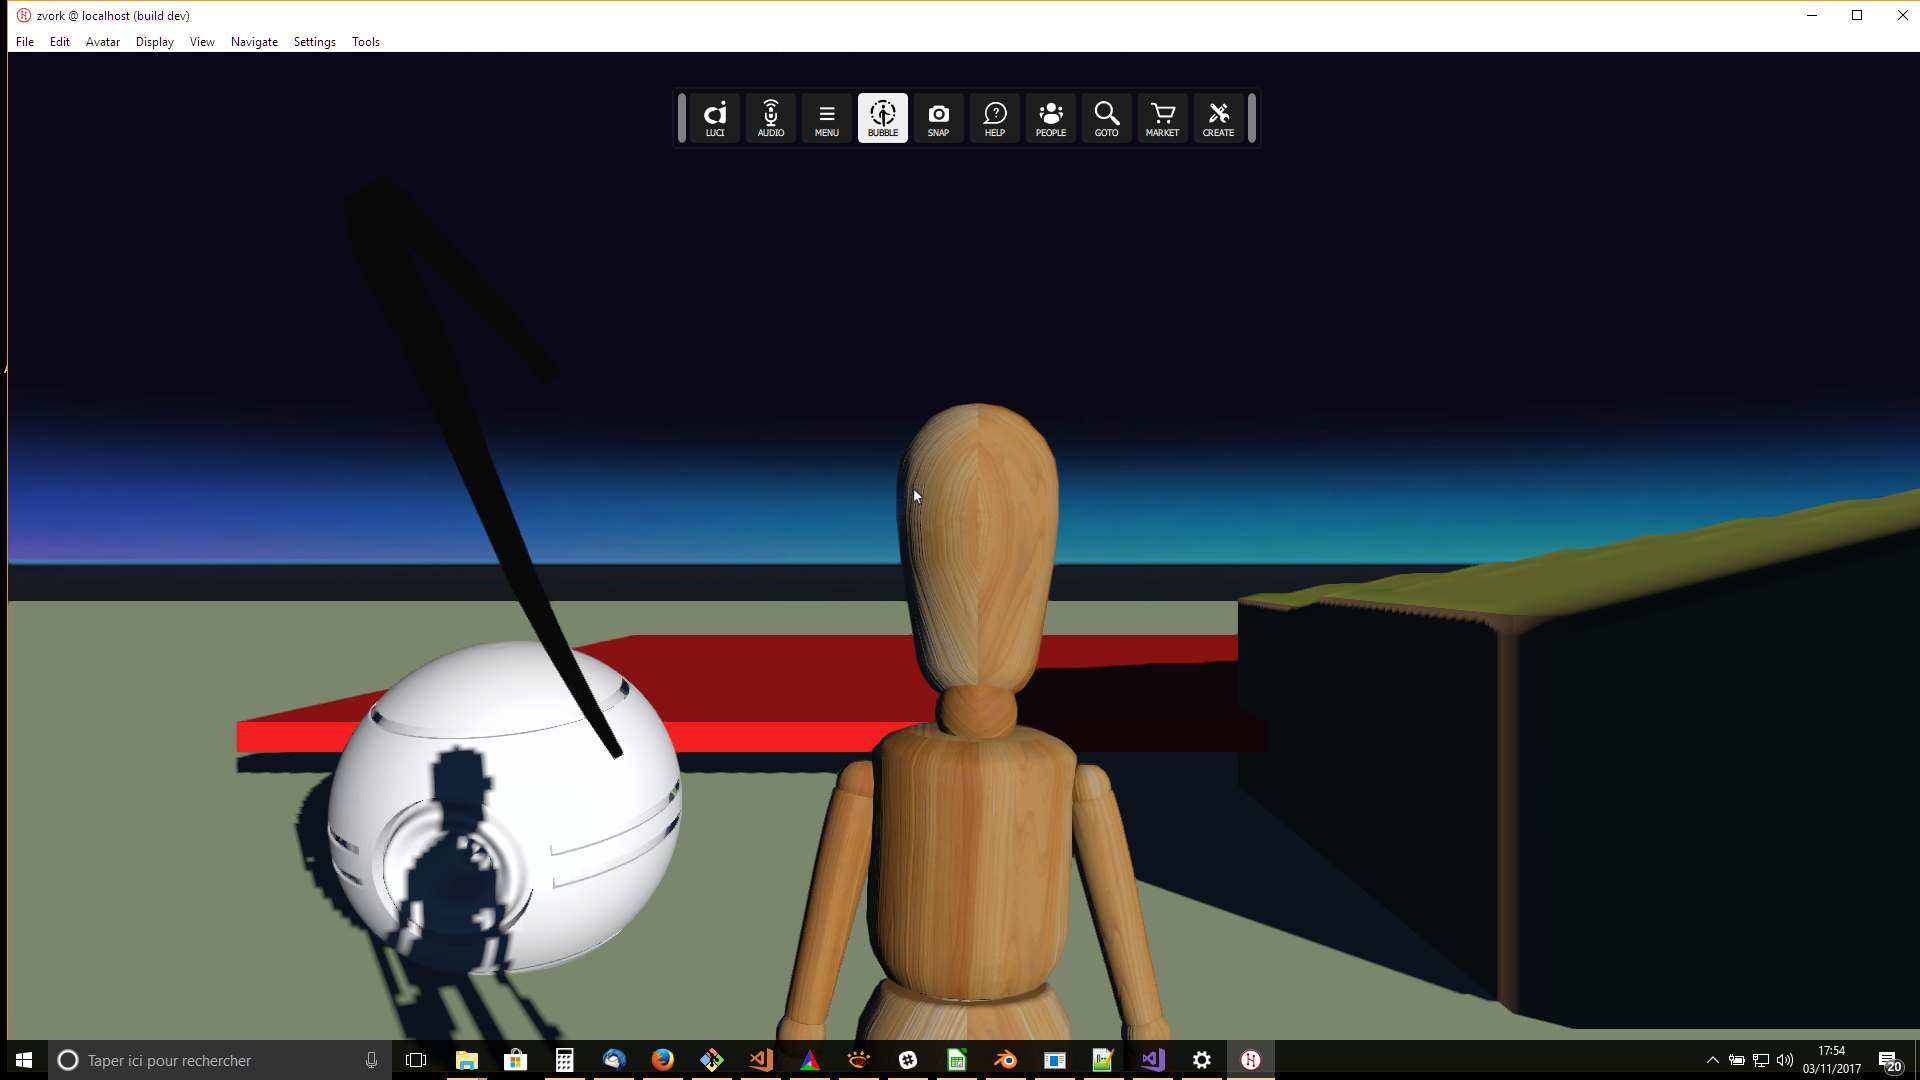 zvork @ localhost (build dev)
File Edit Avatar Display View Navigate Settings Tools
LUCI AUDIO MENU BUBBLE SNAP HELP PEOPLE GOTO MARKET CREATE
Taper ici pour rechercher
17:54
03/11/2017
20